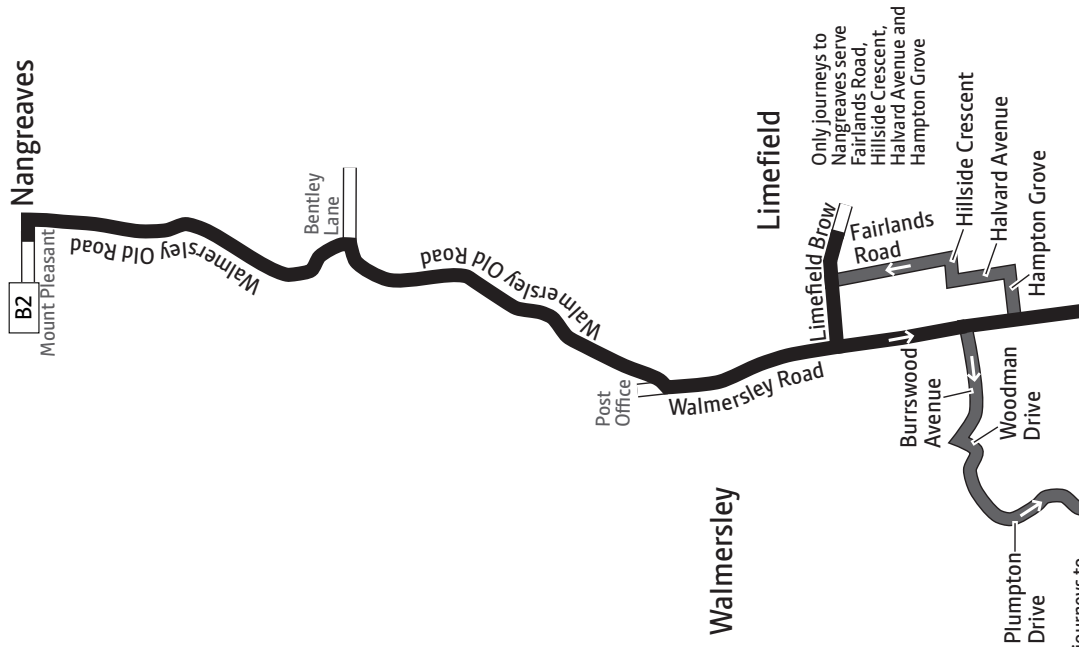 Nangreaves
B2
Mount Pleasant
Walmersley Old Road
Bentley
Lane
Walmersley Old Road
Post
Office
Walmersley Road
Limefield
Only journeys to
Nangreaves serve
Fairlands Road,
Hillside Crescent,
Halvard Avenue and
Hampton Grove
Limefield Brow
Fairlands
Road
Hillside Crescent
Halvard Avenue
Hampton Grove
Burrswood
Avenue
Woodman
Drive
Walmersley
Plumpton
Drive
journeys to